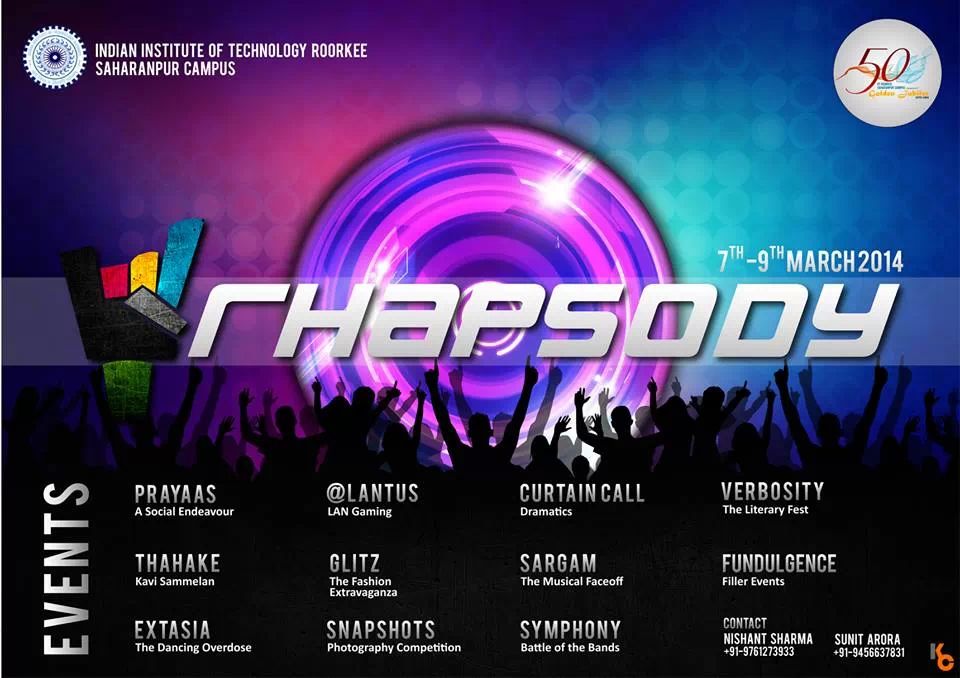 INDIAN INSTITUTE OF TECHNOLOGY ROORKEE
SAHARANPUR CAMPUS
50
Golden Jubilee
7TH-9TH MARCH 2014
RHAPSODY
EVENTS
PRAYAAS
A Social Endeavour
@LANTUS
LAN Gaming
CURTAIN CALL
Dramatics
VERBOSITY
The Literary Fest
THAHAKE
Kavi Sammelan
GLITZ
The Fashion
Extravaganza
SARGAM
The Musical Faceoff
FUNDULGENCE
Filler Events
EXTASIA
The Dancing Overdose
SNAPSHOTS
Photography Competition
SYMPHONY
Battle of the Bands
CONTACT
NISHANT SHARMA
+91-9761273933
SUNIT ARORA
+91-9456637831